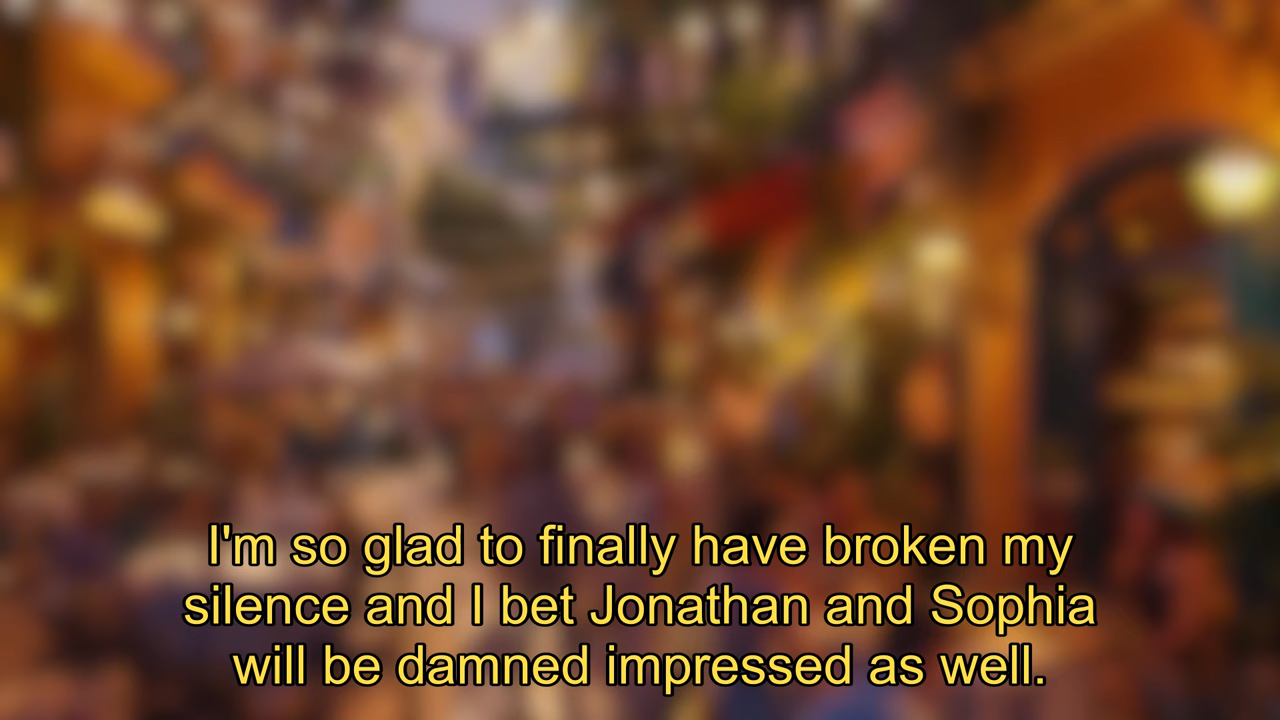 I'm so glad to finally have broken my
silence and I bet Jonathan and Sophia
will be damned impressed as well.